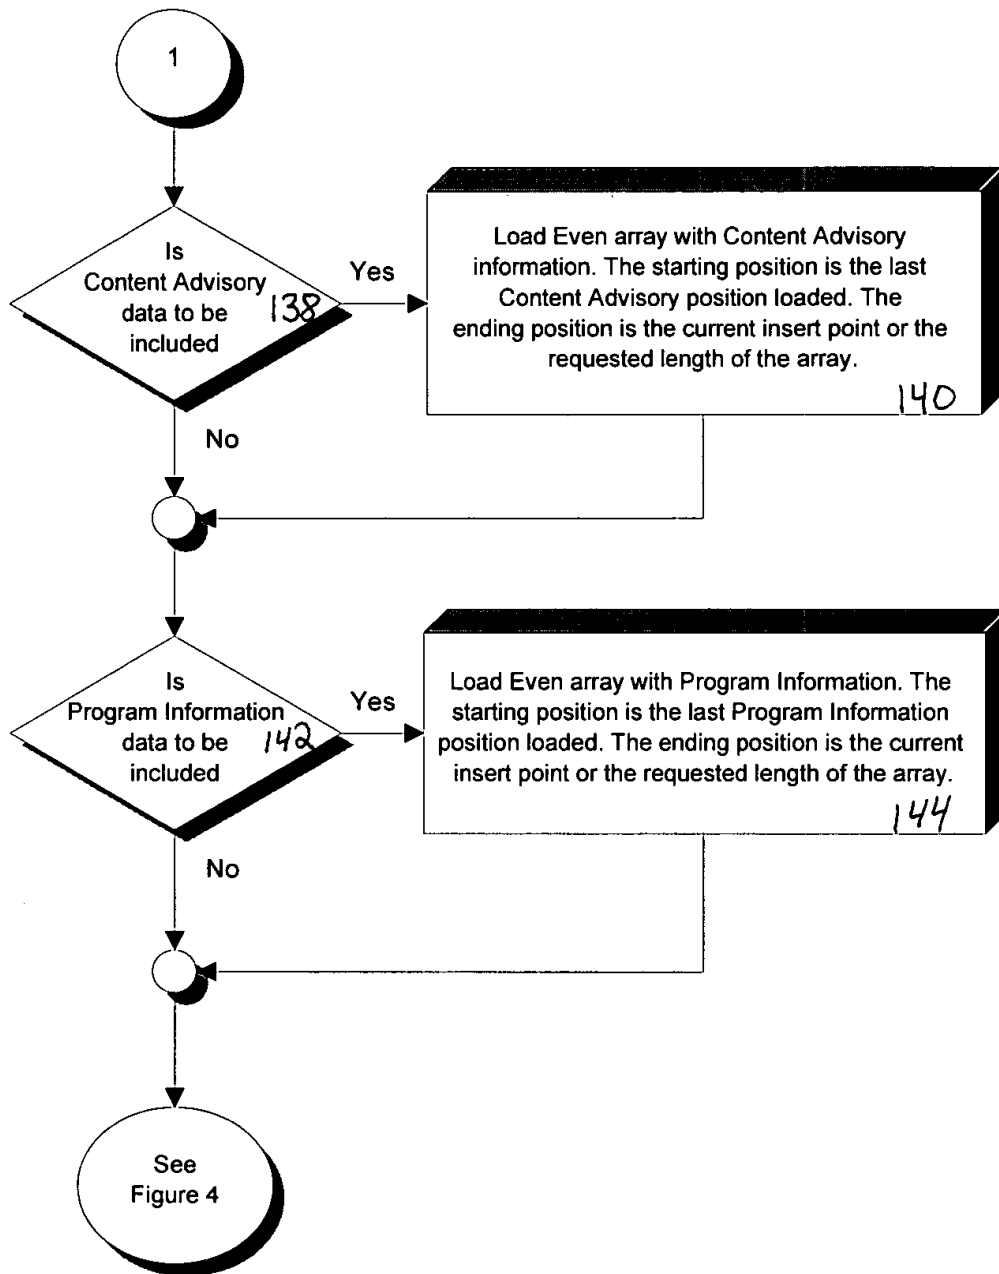 1
Is
Content Advisory
data to be
included
138
Yes
Load Even array with Content Advisory
information. The starting position is the last
Content Advisory position loaded. The
ending position is the current insert point or the
requested length of the array.
140
No
Is
Program Information
data to be
included
142
Yes
Load Even array with Program Information. The
starting position is the last Program Information
position loaded. The ending position is the current
insert point or the requested length of the array.
144
No
See
Figure 4